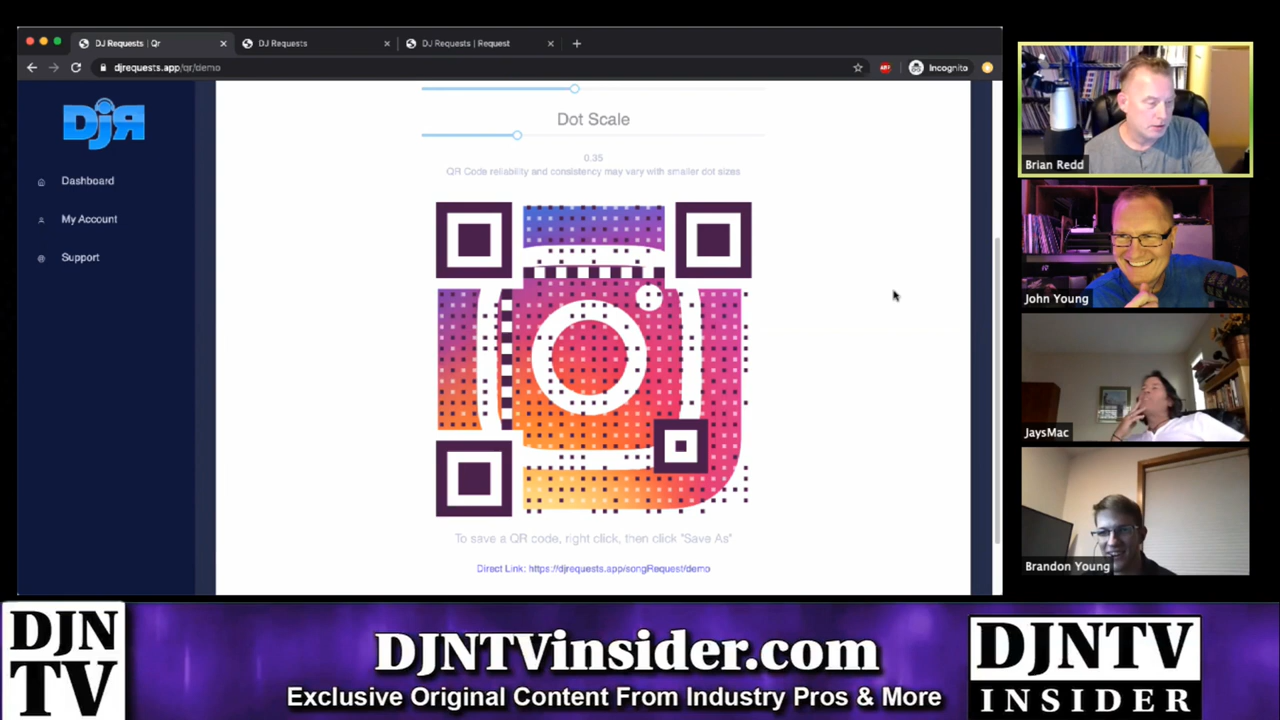 DJ Requests | Qr
DJ Requests
DJ Requests | Request
djrequests.app/qr/demo
ABP
Incognito
DJR
Dashboard
My Account
Support
Dot Scale
0.35
QR Code reliability and consistency may vary with smaller dot sizes
To save a QR code, right click, then click "Save As"
Direct Link: https://djrequests.app/songRequest/demo
Brian Redd
John Young
JaysMac
Brandon Young
DJN
TV
DJNTVinsider.com
Exclusive Original Content From Industry Pros & More
DJNTV
INSIDER